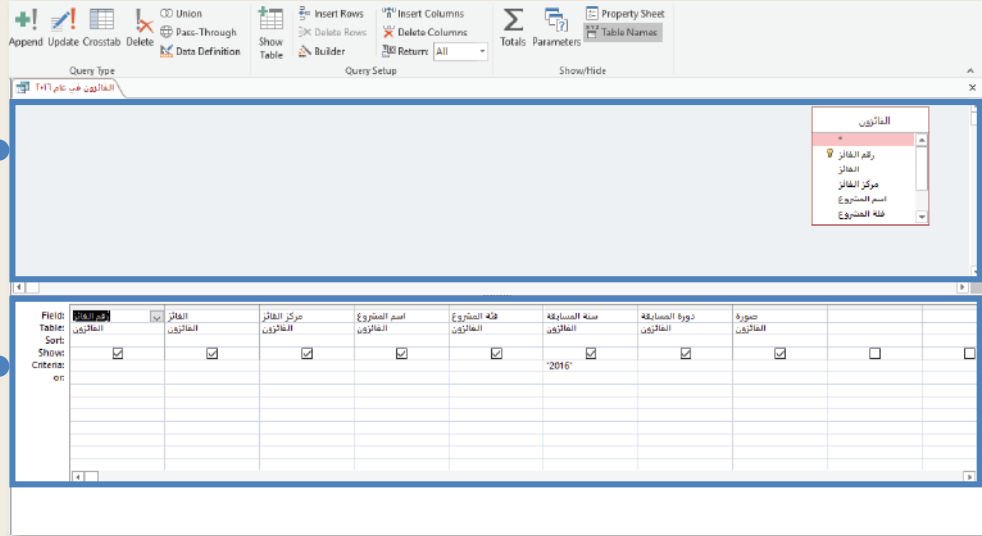 Union
Pass-Through
Data Definition
Append Update Crosstab Delete
Query Type
Show Table
Insert Rows
Delete Rows
Builder
Insert Columns
Delete Columns
Return: All
Query Setup
Totals Parameters
Property Sheet
Table Names
Show/Hide
الفائزون في عام ٢٠١٦
الفائزون
*
رقم الفائز
الفائز
مركز الفائز
اسم المشروع
فئة المشروع
Field: رقم الفائز الفائز مركز الفائز اسم المشروع فئة المشروع سنة المسابقة دورة المسابقة صورة
Table: الفائزون الفائزون الفائزون الفائزون الفائزون الفائزون الفائزون الفائزون
Sort:
Show:
Criteria: "2016"
or: